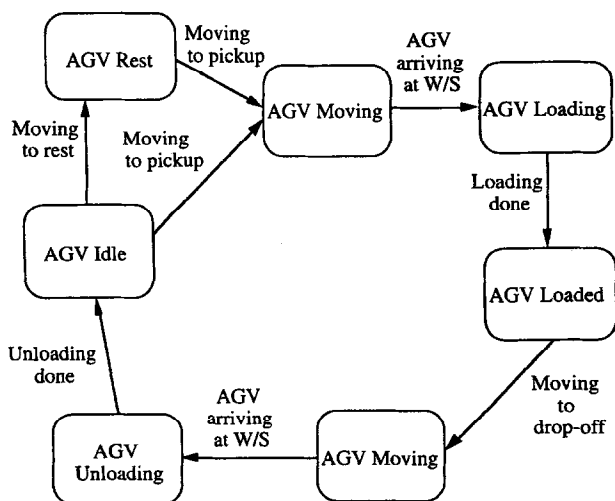 AGV Rest
Moving
to pickup
AGV
arriving
at W/S
AGV Moving
AGV Loading
Moving
to rest
Moving
to pickup
Loading
done
AGV Idle
AGV Loaded
Unloading
done
AGV
arriving
at W/S
Moving
to
drop-off
AGV
Unloading
AGV Moving